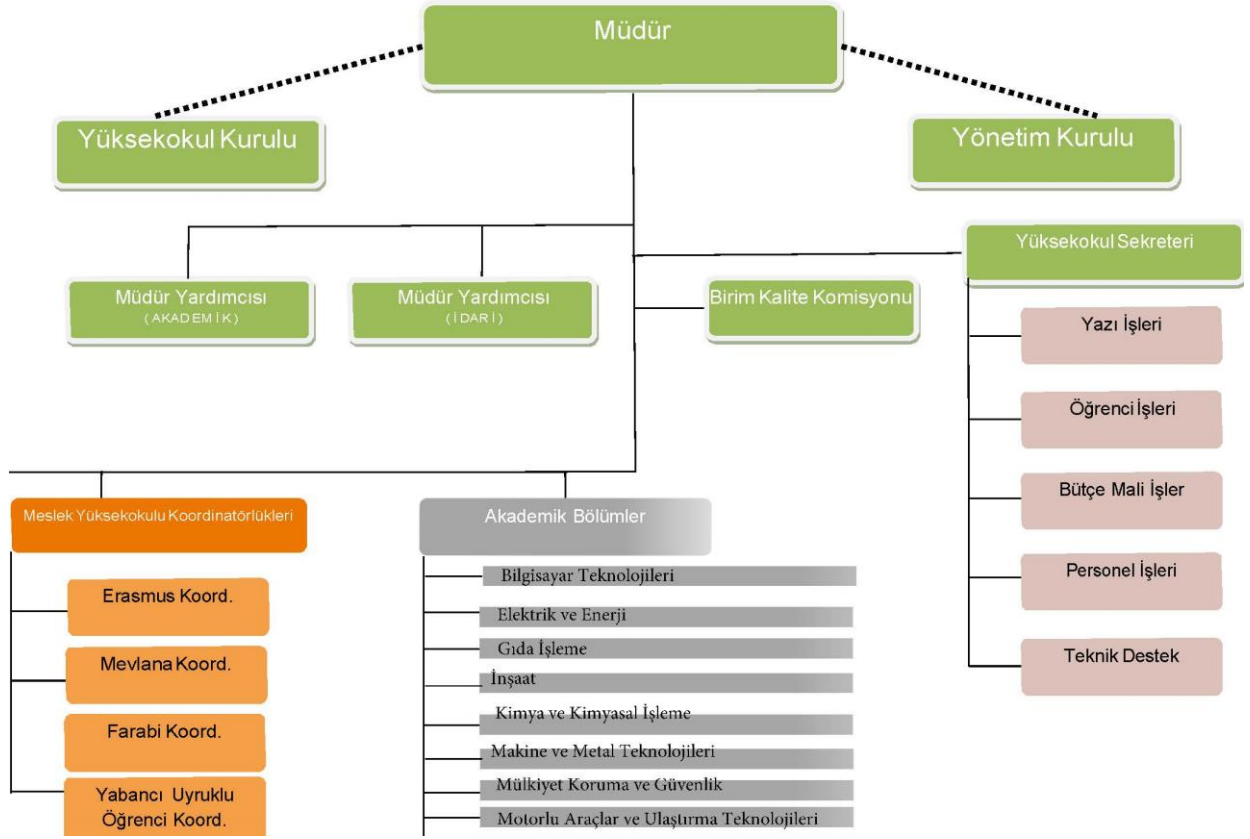 Müdür
Yüksekokul Kurulu
Yönetim Kurulu
Yüksekokul Sekreteri
Müdür Yardımcısı
(AKADEMİK)
Müdür Yardımcısı
(İDARİ)
Birim Kalite Komisyonu
Yazı İşleri
Öğrenci İşleri
Bütçe Mali İşler
Personel İşleri
Teknik Destek
Meslek Yüksekokulu Koordinatörlükleri
Erasmus Koord.
Mevlana Koord.
Farabi Koord.
Yabancı Uyruklu
Öğrenci Koord.
Akademik Bölümler
Bilgisayar Teknolojileri
Elektrik ve Enerji
Gıda İşleme
İnşaat
Kimya ve Kimyasal İşleme
Makine ve Metal Teknolojileri
Mülkiyet Koruma ve Güvenlik
Motorlu Araçlar ve Ulaştırma Teknolojileri